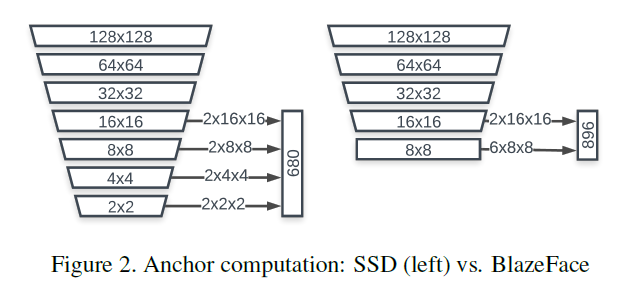 128x128
64x64
32x32
16x16
8x8
4x4
2x2
2x16x16
2x8x8
2x4x4
2x2x2
680
128x128
64x64
32x32
16x16
8x8
2x16x16
6x8x8
896
Figure 2. Anchor computation: SSD (left) vs. BlazeFace